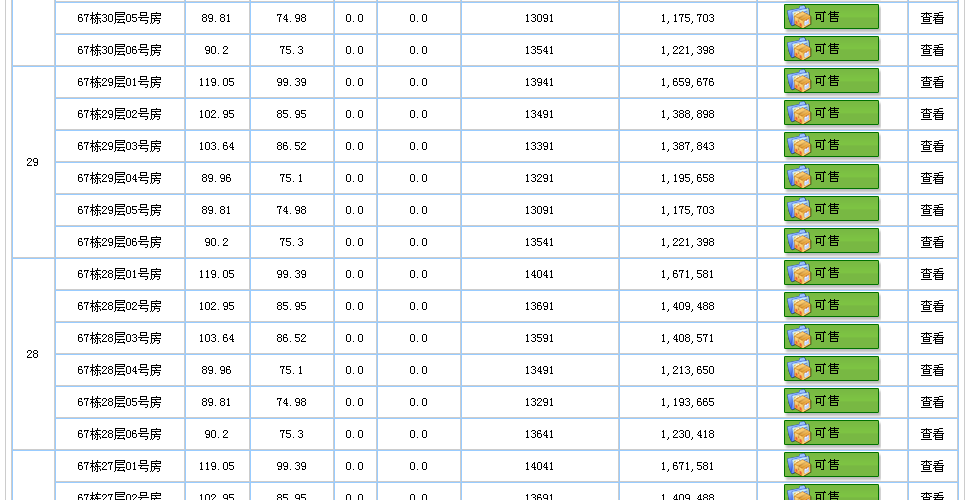 67栋30层05号房 89.81 74.98 0.0 0.0 13091 1,175,703 可售 查看
67栋30层06号房 90.2 75.3 0.0 0.0 13541 1,221,398 可售 查看
29
67栋29层01号房 119.05 99.39 0.0 0.0 13941 1,659,676 可售 查看
67栋29层02号房 102.95 85.95 0.0 0.0 13491 1,388,898 可售 查看
67栋29层03号房 103.64 86.52 0.0 0.0 13391 1,387,843 可售 查看
67栋29层04号房 89.96 75.1 0.0 0.0 13291 1,195,658 可售 查看
67栋29层05号房 89.81 74.98 0.0 0.0 13091 1,175,703 可售 查看
67栋29层06号房 90.2 75.3 0.0 0.0 13541 1,221,398 可售 查看
28
67栋28层01号房 119.05 99.39 0.0 0.0 14041 1,671,581 可售 查看
67栋28层02号房 102.95 85.95 0.0 0.0 13691 1,409,488 可售 查看
67栋28层03号房 103.64 86.52 0.0 0.0 13591 1,408,571 可售 查看
67栋28层04号房 89.96 75.1 0.0 0.0 13491 1,213,650 可售 查看
67栋28层05号房 89.81 74.98 0.0 0.0 13291 1,193,665 可售 查看
67栋28层06号房 90.2 75.3 0.0 0.0 13641 1,230,418 可售 查看
67栋27层01号房 119.05 99.39 0.0 0.0 14041 1,671,581 可售 查看
67栋27层02号房 102.95 85.95 0.0 0.0 13691 1,409,488 可售 查看